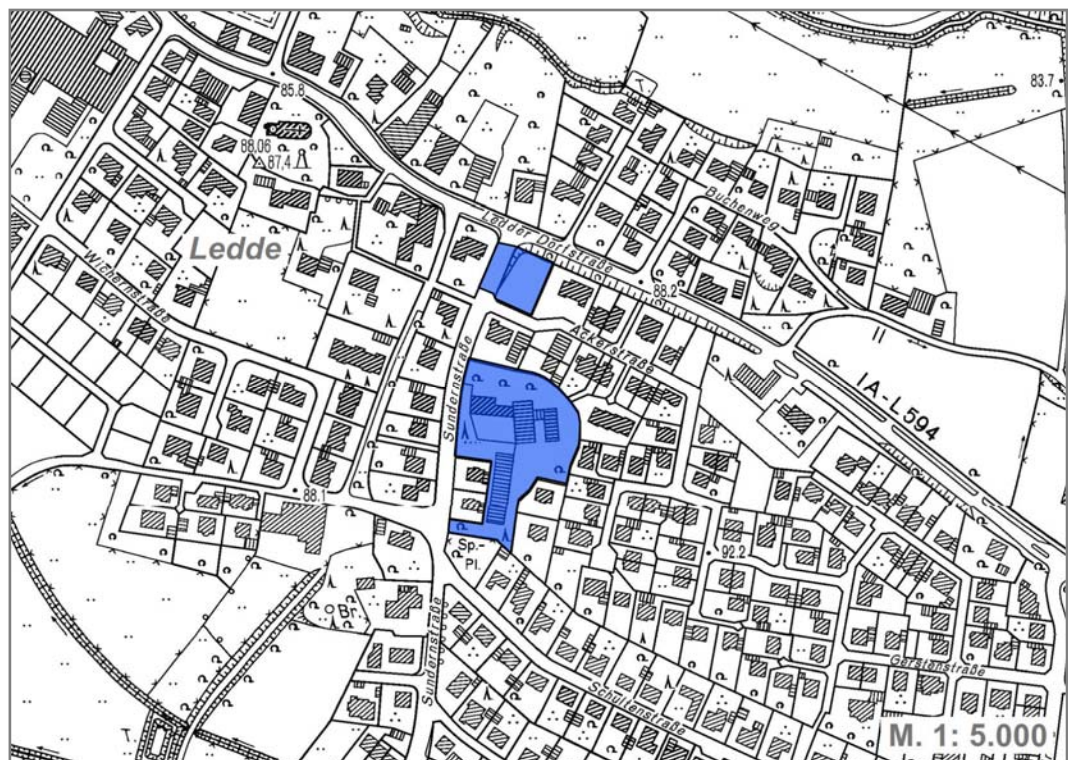 83.7
85.8
88.06
87.4
Buchenweg
Ledder Dorfstraße
Ledde
Wichernstraße
88.2
Ackerstraße
Sundernstraße
IA-L594
88.1
92.2
Sp.-
Pl.
Br.
Sundernstraße
Gerstenstraße
Schultenstraße
T.
M. 1: 5.000